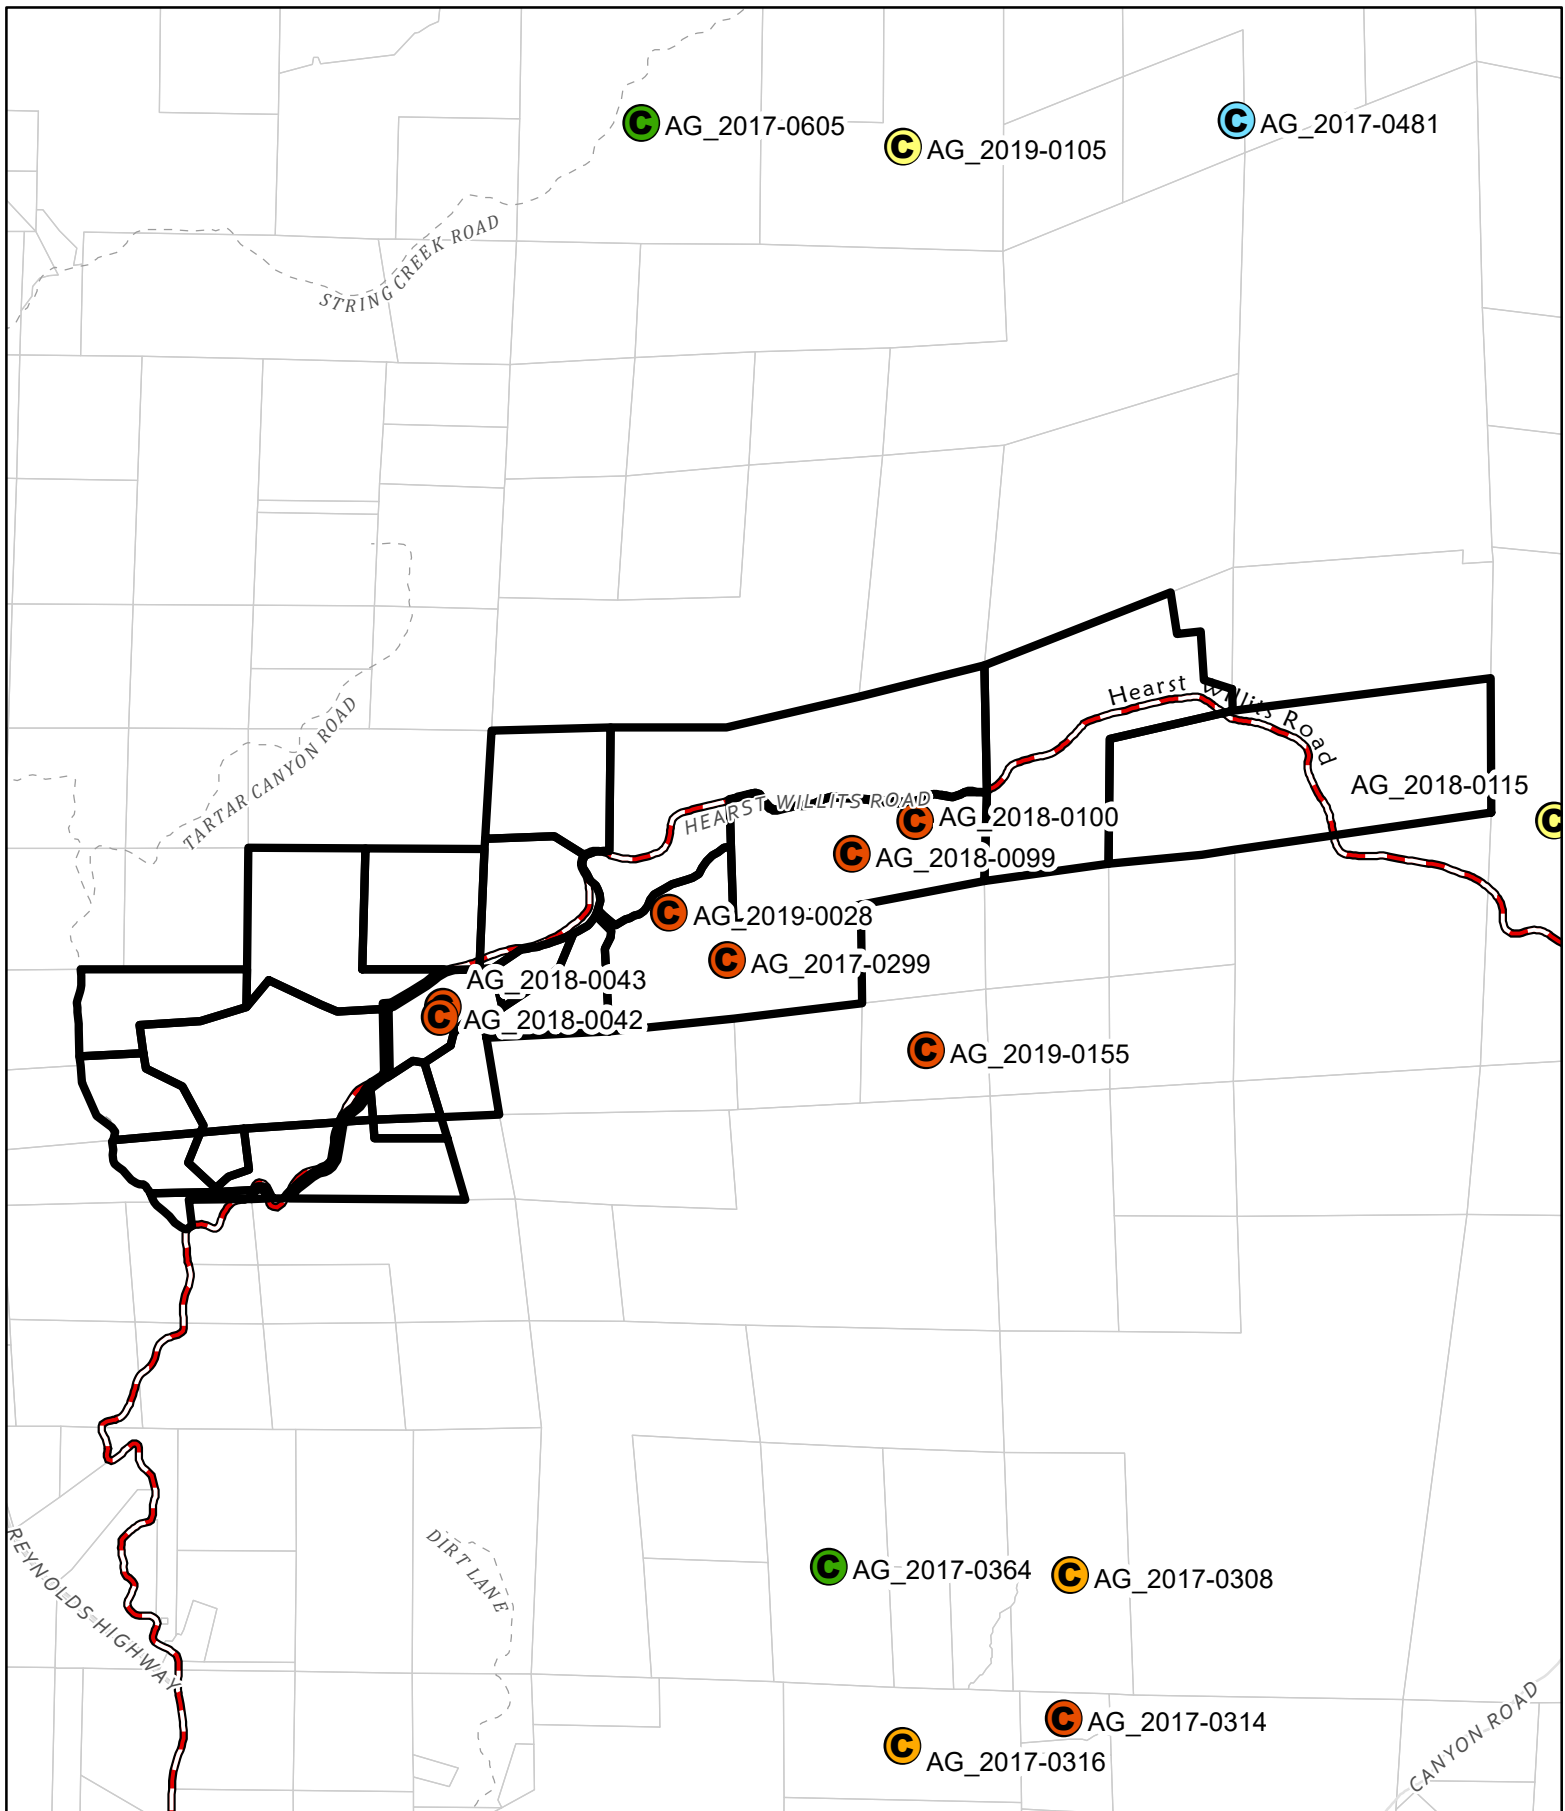 C AG_2017-0605
C AG_2019-0105
C AG_2017-0481
STRING CREEK ROAD
TARTAR CANYON ROAD
Hearst Willits Road
HEARST WILLITS ROAD
AG_2018-0115
C
C AG_2018-0100
C AG_2018-0099
C AG_2019-0028
C AG_2017-0299
C AG_2018-0043
C AG_2018-0042
C AG_2019-0155
REYNOLDS HIGHWAY
DIRT LANE
C AG_2017-0364
C AG_2017-0308
C AG_2017-0314
C AG_2017-0316
CANYON ROAD